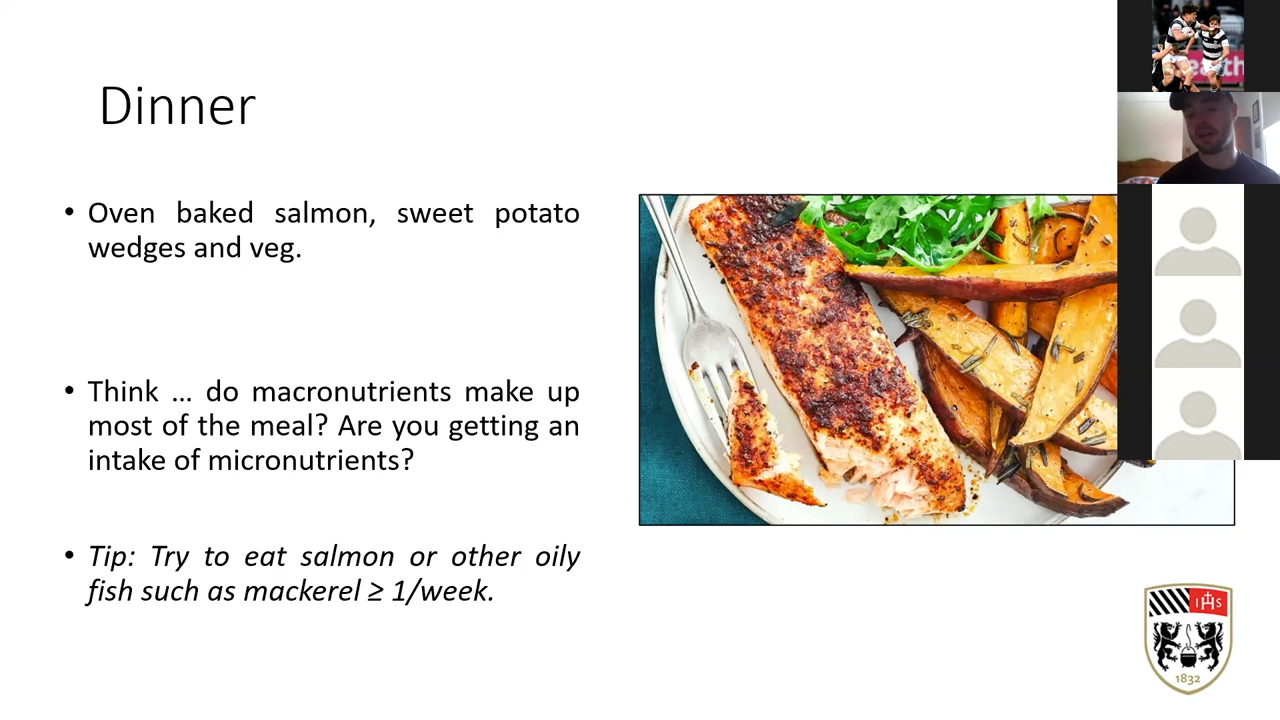 Dinner
• Oven baked salmon, sweet potato
wedges and veg.
• Think ... do macronutrients make up
most of the meal? Are you getting an
intake of micronutrients?
• Tip: Try to eat salmon or other oily
fish such as mackerel ≥ 1/week.
IHS
1832